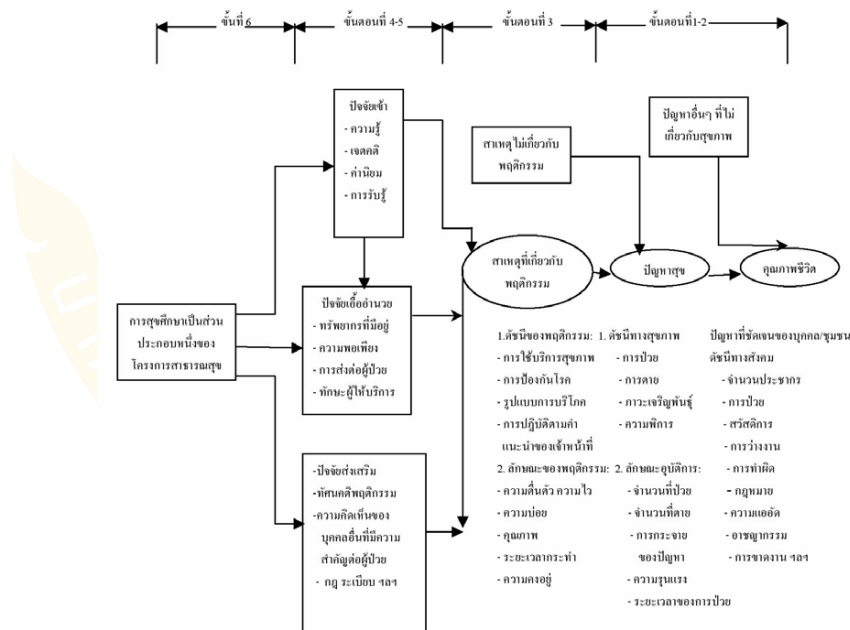 ขั้นที่ 6
ขั้นตอนที่ 4-5
ขั้นตอนที่ 3
ขั้นตอนที่1-2
ปัจจัยเข้า
- ความรู้
- เจตคติ
- ค่านิยม
- การรับรู้
สาเหตุไม่เกี่ยวกับ
พฤติกรรม
ปัญหาอื่นๆ ที่ไม่
เกี่ยวกับสุขภาพ
สาเหตุที่เกี่ยวกับ
พฤติกรรม
ปัญหาสุข
คุณภาพชีวิต
การสุขศึกษาเป็นส่วน
ประกอบหนึ่งของ
โครงการสาธารณสุข
ปัจจัยเอื้ออำนวย
- ทรัพยากรที่มีอยู่
- ความพอเพียง
- การส่งต่อผู้ป่วย
- ทักษะผู้ให้บริการ
-ปัจจัยส่งเสริม
-ทัศนคติพฤติกรรม
-ความคิดเห็นของ
บุคคลอื่นที่มีความ
สำคัญต่อผู้ป่วย
- กฎ ระเบียบ ฯลฯ
1.ดัชนีของพฤติกรรม:
- การใช้บริการสุขภาพ
- การป้องกันโรค
- รูปแบบการบริโภค
- การปฏิบัติตามคำ
แนะนำของเจ้าหน้าที่
2. ลักษณะของพฤติกรรม:
- ความตื่นตัว ความไว
- ความบ่อย
- คุณภาพ
- ระยะเวลากระทำ
- ความคงอยู่
1. ดัชนีทางสุขภาพ
- การป่วย
- การตาย
- ภาวะเจริญพันธุ์
- ความพิการ
2. ลักษณะอุบัติการ:
- จำนวนที่ป่วย
- จำนวนที่ตาย
- การกระจาย
ของปัญหา
- ความรุนแรง
- ระยะเวลาของการป่วย
ปัญหาที่ชัดเจนของบุคคล/ชุมชน
ดัชนีทางสังคม
- จำนวนประชากร
- การป่วย
- สวัสดิการ
- การว่างงาน
- การทำผิด
- กฎหมาย
- ความแออัด
- อาชญากรรม
- การขาดงาน ฯลฯ